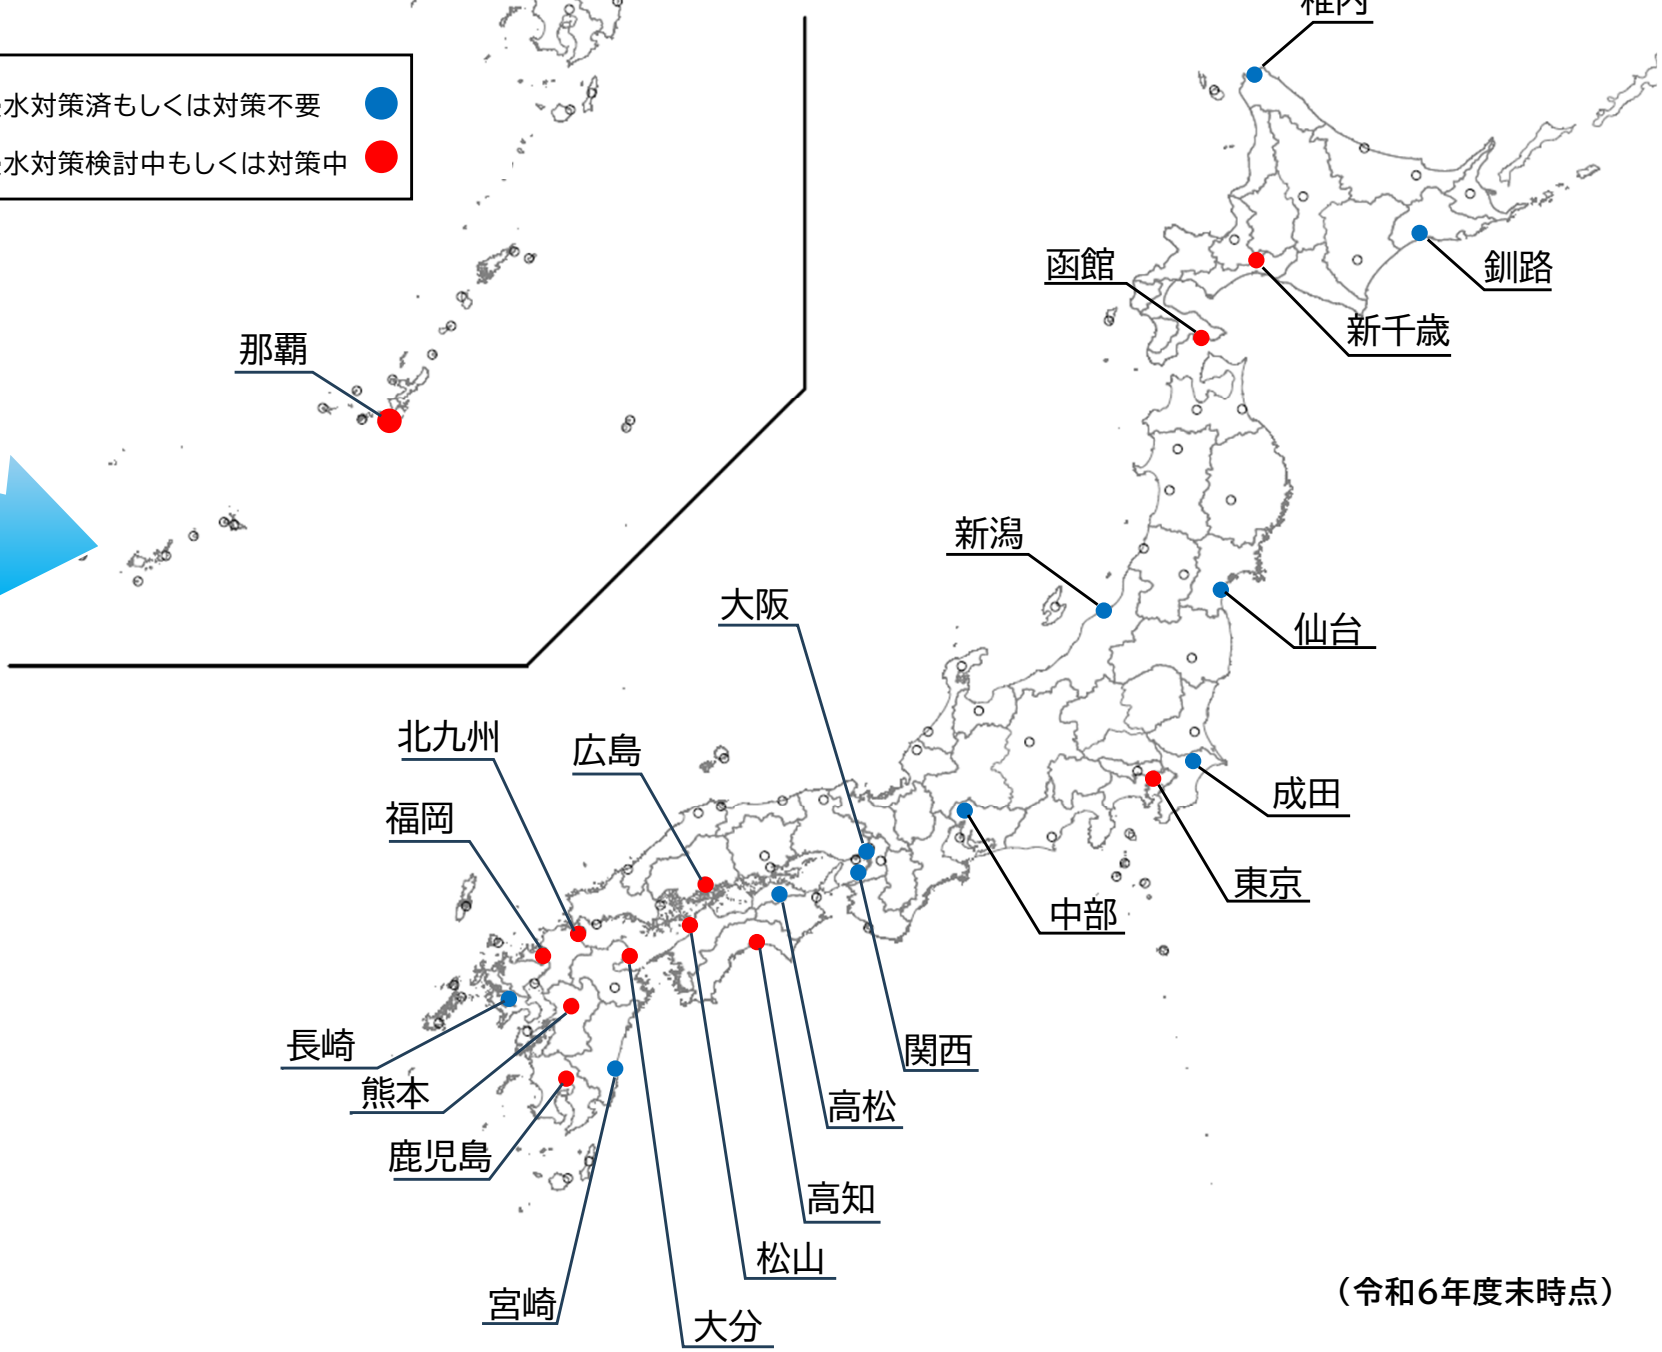 稚内
水対策済もしくは対策不要
水対策検討中もしくは対策中
函館
釧路
新千歳
那覇
新潟
大阪
仙台
北九州
広島
福岡
成田
東京
中部
長崎
関西
熊本
高松
鹿児島
高知
松山
宮崎
大分
（令和6年度末時点）